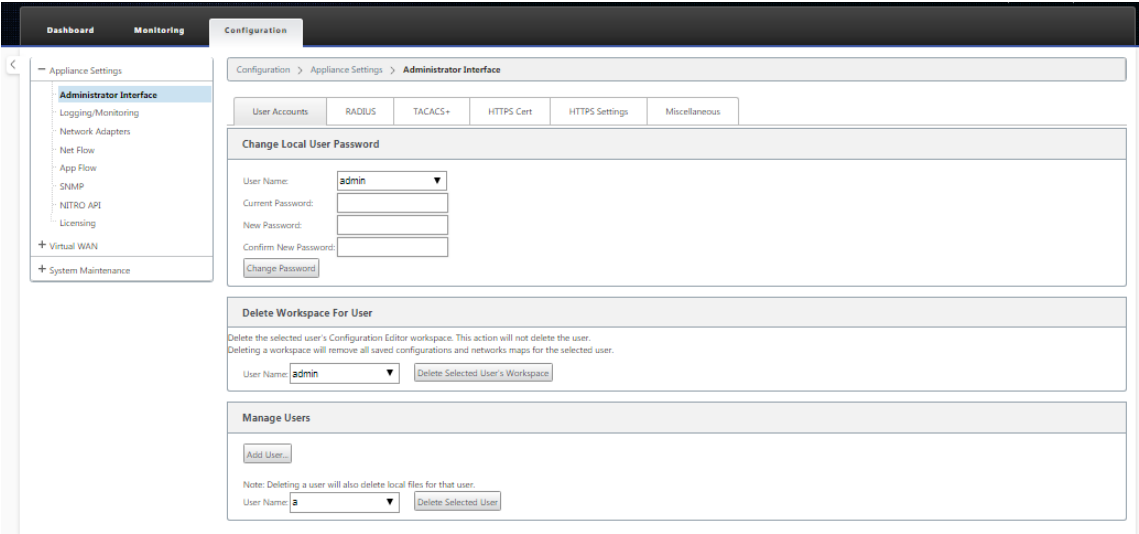 Dashboard Monitoring Configuration
Appliance Settings
Administrator Interface
Logging/Monitoring
Network Adapters
Net Flow
App Flow
SNMP
NITRO API
Licensing
Virtual WAN
System Maintenance
Configuration > Appliance Settings > Administrator Interface
User Accounts RADIUS TACACS+ HTTPS Cert HTTPS Settings Miscellaneous
Change Local User Password
User Name: admin
Current Password:
New Password:
Confirm New Password:
Change Password
Delete Workspace For User
Delete the selected user's Configuration Editor workspace. This action will not delete the user.
Deleting a workspace will remove all saved configurations and networks maps for the selected user.
User Name: admin Delete Selected User's Workspace
Manage Users
Add User...
Note: Deleting a user will also delete local files for that user.
User Name: a Delete Selected User